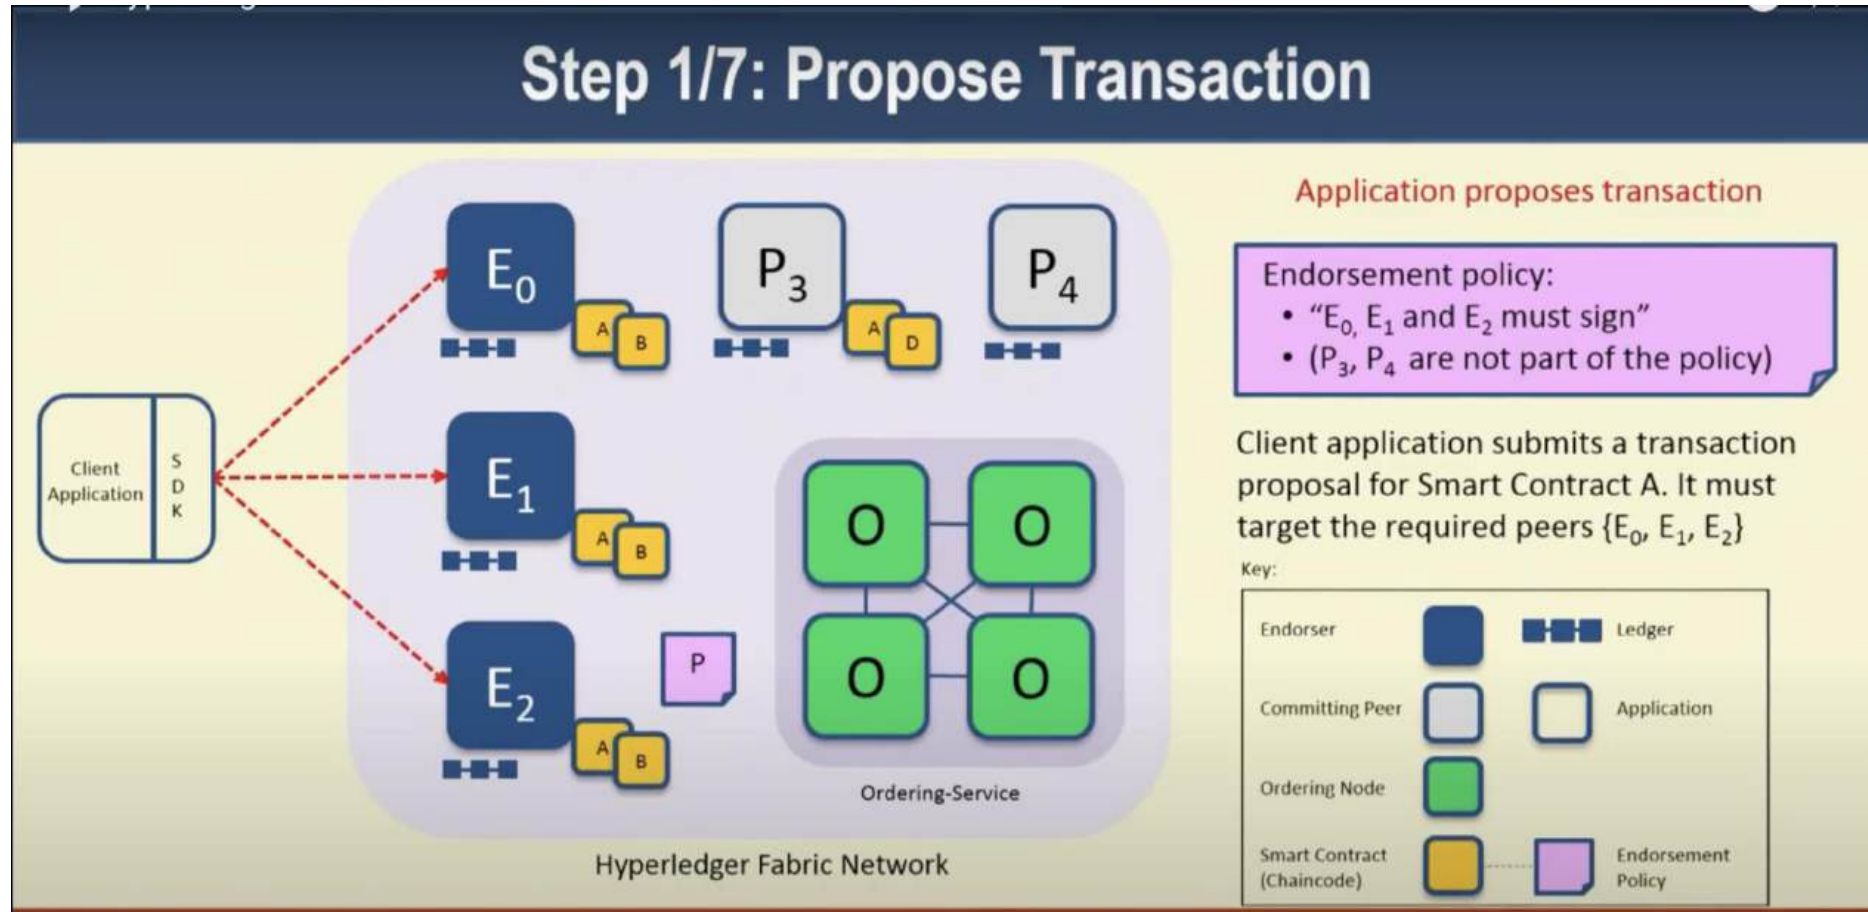 Step 1/7: Propose Transaction
Application proposes transaction
Endorsement policy:
• “E0, E1 and E2 must sign”
• (P3, P4 are not part of the policy)
Client application submits a transaction
proposal for Smart Contract A. It must
target the required peers {E0, E1, E2}
Key:
Endorser
Ledger
Committing Peer
Application
Ordering Node
Smart Contract
(Chaincode)
Endorsement
Policy
Client
Application
S
D
K
E0
A
B
P3
A
D
P4
E1
A
B
E2
A
B
P
O
O
O
O
Ordering-Service
Hyperledger Fabric Network